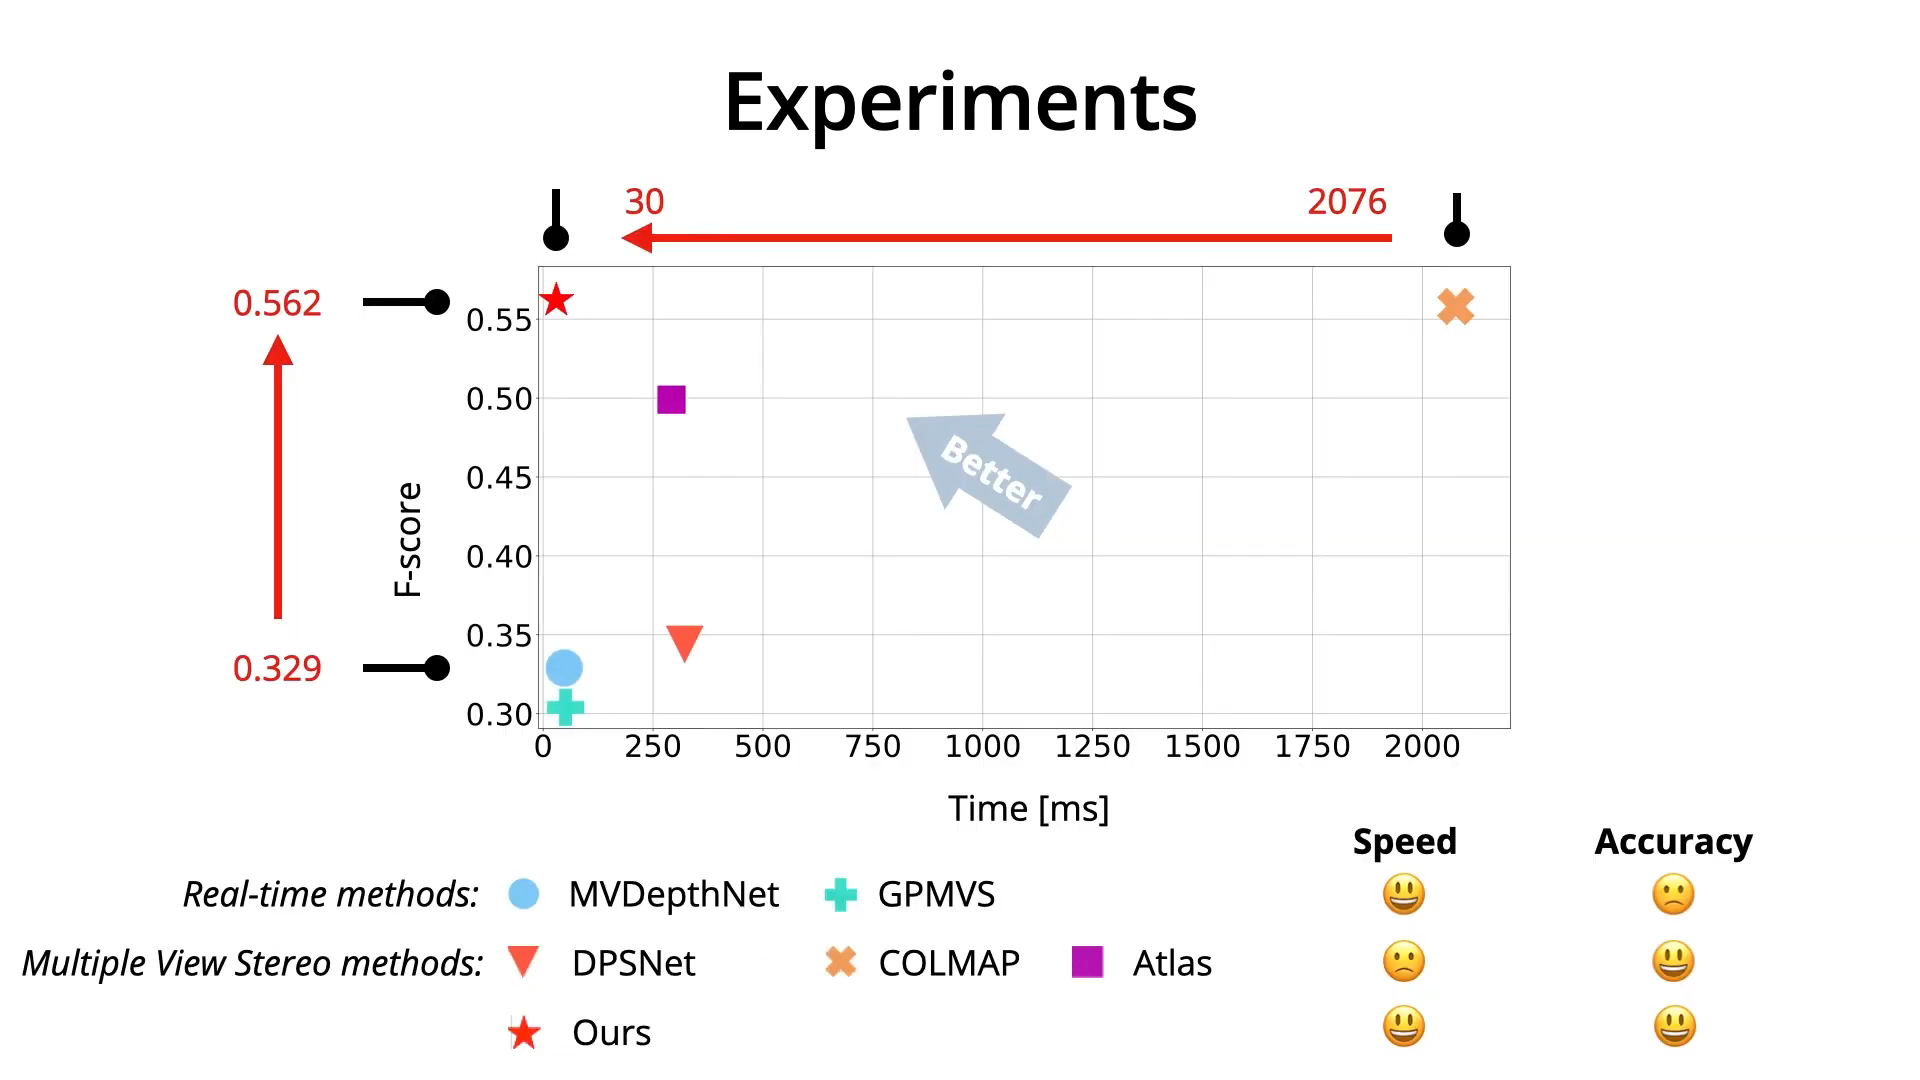 Experiments
30 2076
0.562
0.329
F-score
0.55
0.50
0.45
0.40
0.35
0.30
Better
0 250 500 750 1000 1250 1500 1750 2000
Time [ms]
Speed Accuracy
Real-time methods: MVDepthNet GPMVS
Multiple View Stereo methods: DPSNet COLMAP Atlas
Ours